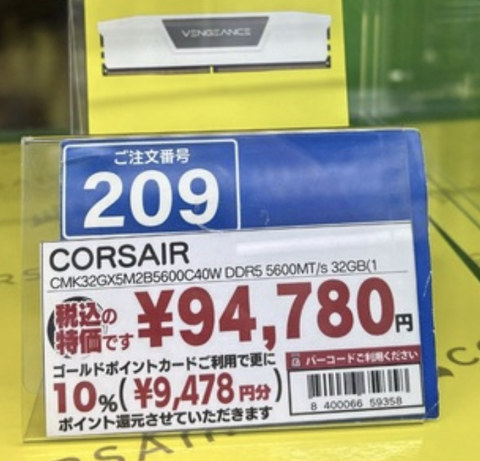 VENGEANCE
ご注文番号
209
CORSAIR
CMK32GX5M2B5600C40W DDR5 5600MT/s 32GB(1
税込の
特価です
¥94,780円
ゴールドポイントカードご利用で更に
10%(¥9,478円分)
ポイント還元させていただきます
バーコードご利用ください
8 400066 59358